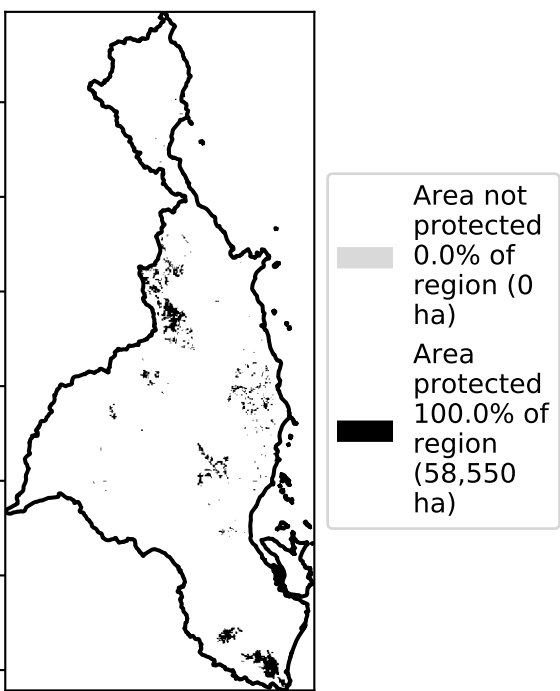 Area not
protected
0.0% of
region (0
ha)
Area
protected
100.0% of
region
(58,550
ha)